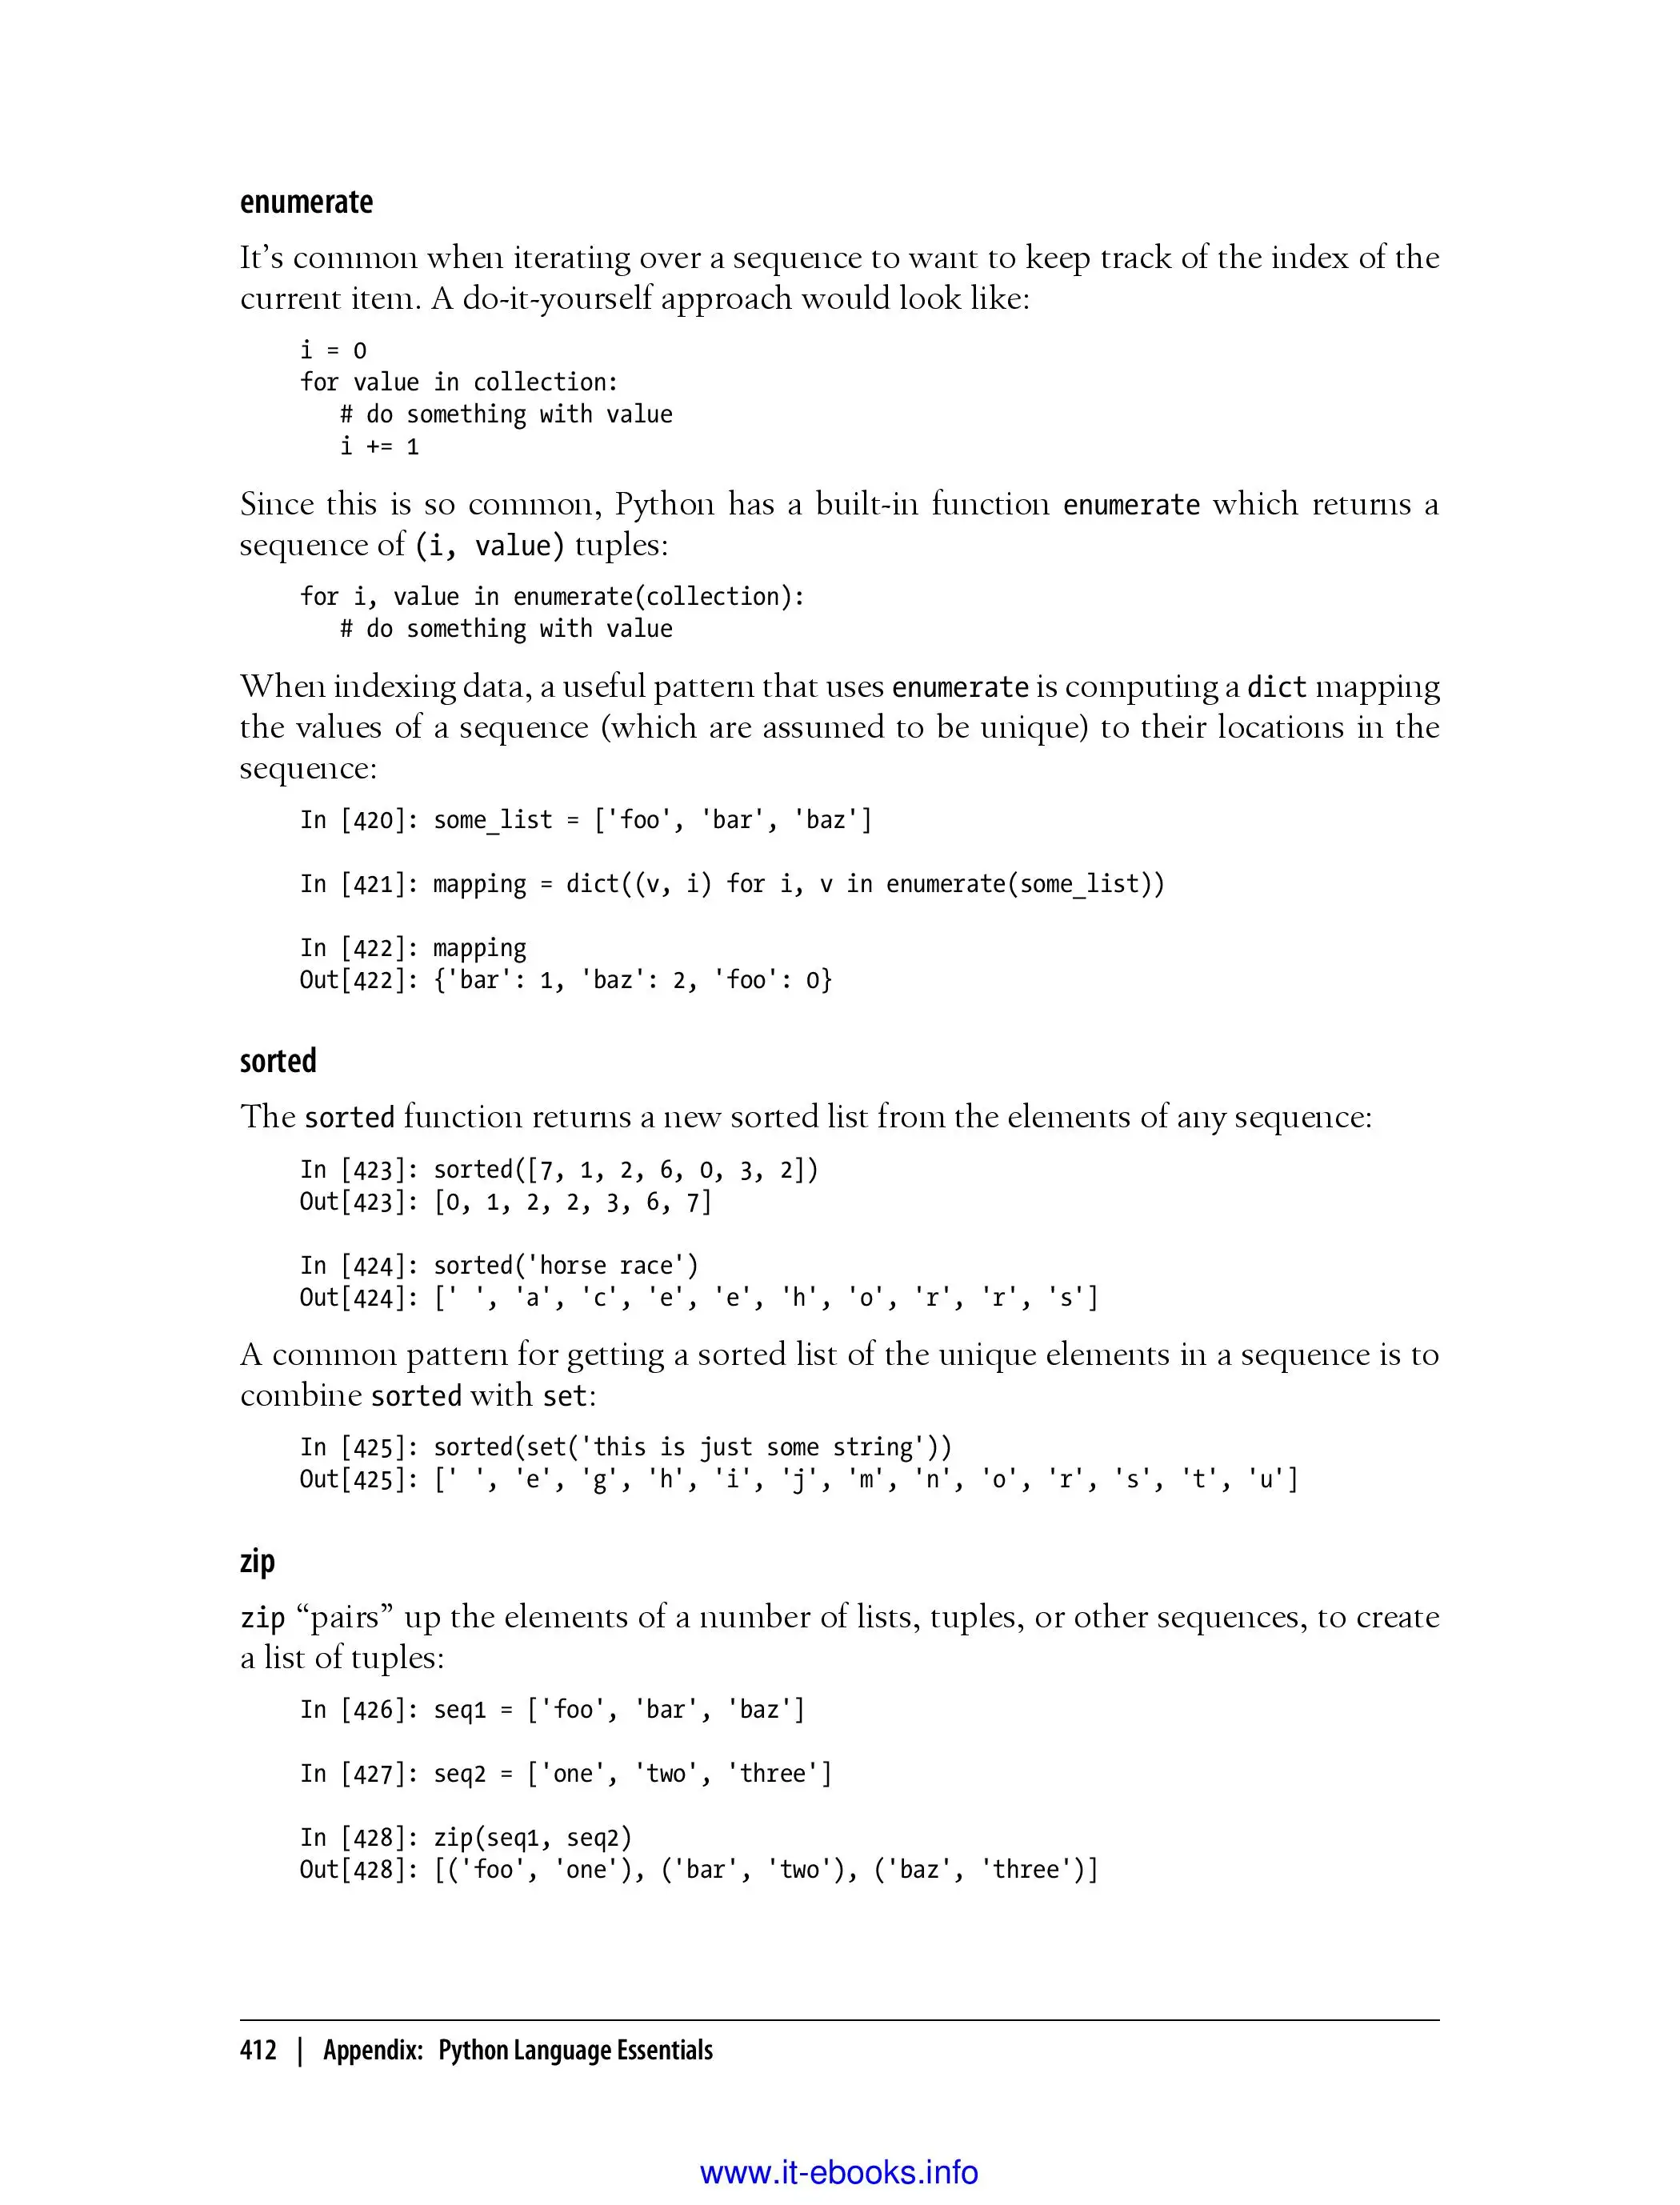 enumerate
It’s common when iterating over a sequence to want to keep track of the index of the
current item. A do-it-yourself approach would look like:
i = 0
for value in collection:
   # do something with value
   i += 1
Since this is so common, Python has a built-in function enumerate which returns a
sequence of (i, value) tuples:
for i, value in enumerate(collection):
   # do something with value
When indexing data, a useful pattern that uses enumerate is computing a dict mapping
the values of a sequence (which are assumed to be unique) to their locations in the
sequence:
In [420]: some_list = ['foo', 'bar', 'baz']
In [421]: mapping = dict((v, i) for i, v in enumerate(some_list))
In [422]: mapping
Out[422]: {'bar': 1, 'baz': 2, 'foo': 0}
sorted
The sorted function returns a new sorted list from the elements of any sequence:
In [423]: sorted([7, 1, 2, 6, 0, 3, 2])
Out[423]: [0, 1, 2, 2, 3, 6, 7]
In [424]: sorted('horse race')
Out[424]: [' ', 'a', 'c', 'e', 'e', 'h', 'o', 'r', 'r', 's']
A common pattern for getting a sorted list of the unique elements in a sequence is to
combine sorted with set:
In [425]: sorted(set('this is just some string'))
Out[425]: [' ', 'e', 'g', 'h', 'i', 'j', 'm', 'n', 'o', 'r', 's', 't', 'u']
zip
zip “pairs” up the elements of a number of lists, tuples, or other sequences, to create
a list of tuples:
In [426]: seq1 = ['foo', 'bar', 'baz']
In [427]: seq2 = ['one', 'two', 'three']
In [428]: zip(seq1, seq2)
Out[428]: [('foo', 'one'), ('bar', 'two'), ('baz', 'three')]
412 | Appendix: Python Language Essentials
www.it-ebooks.info